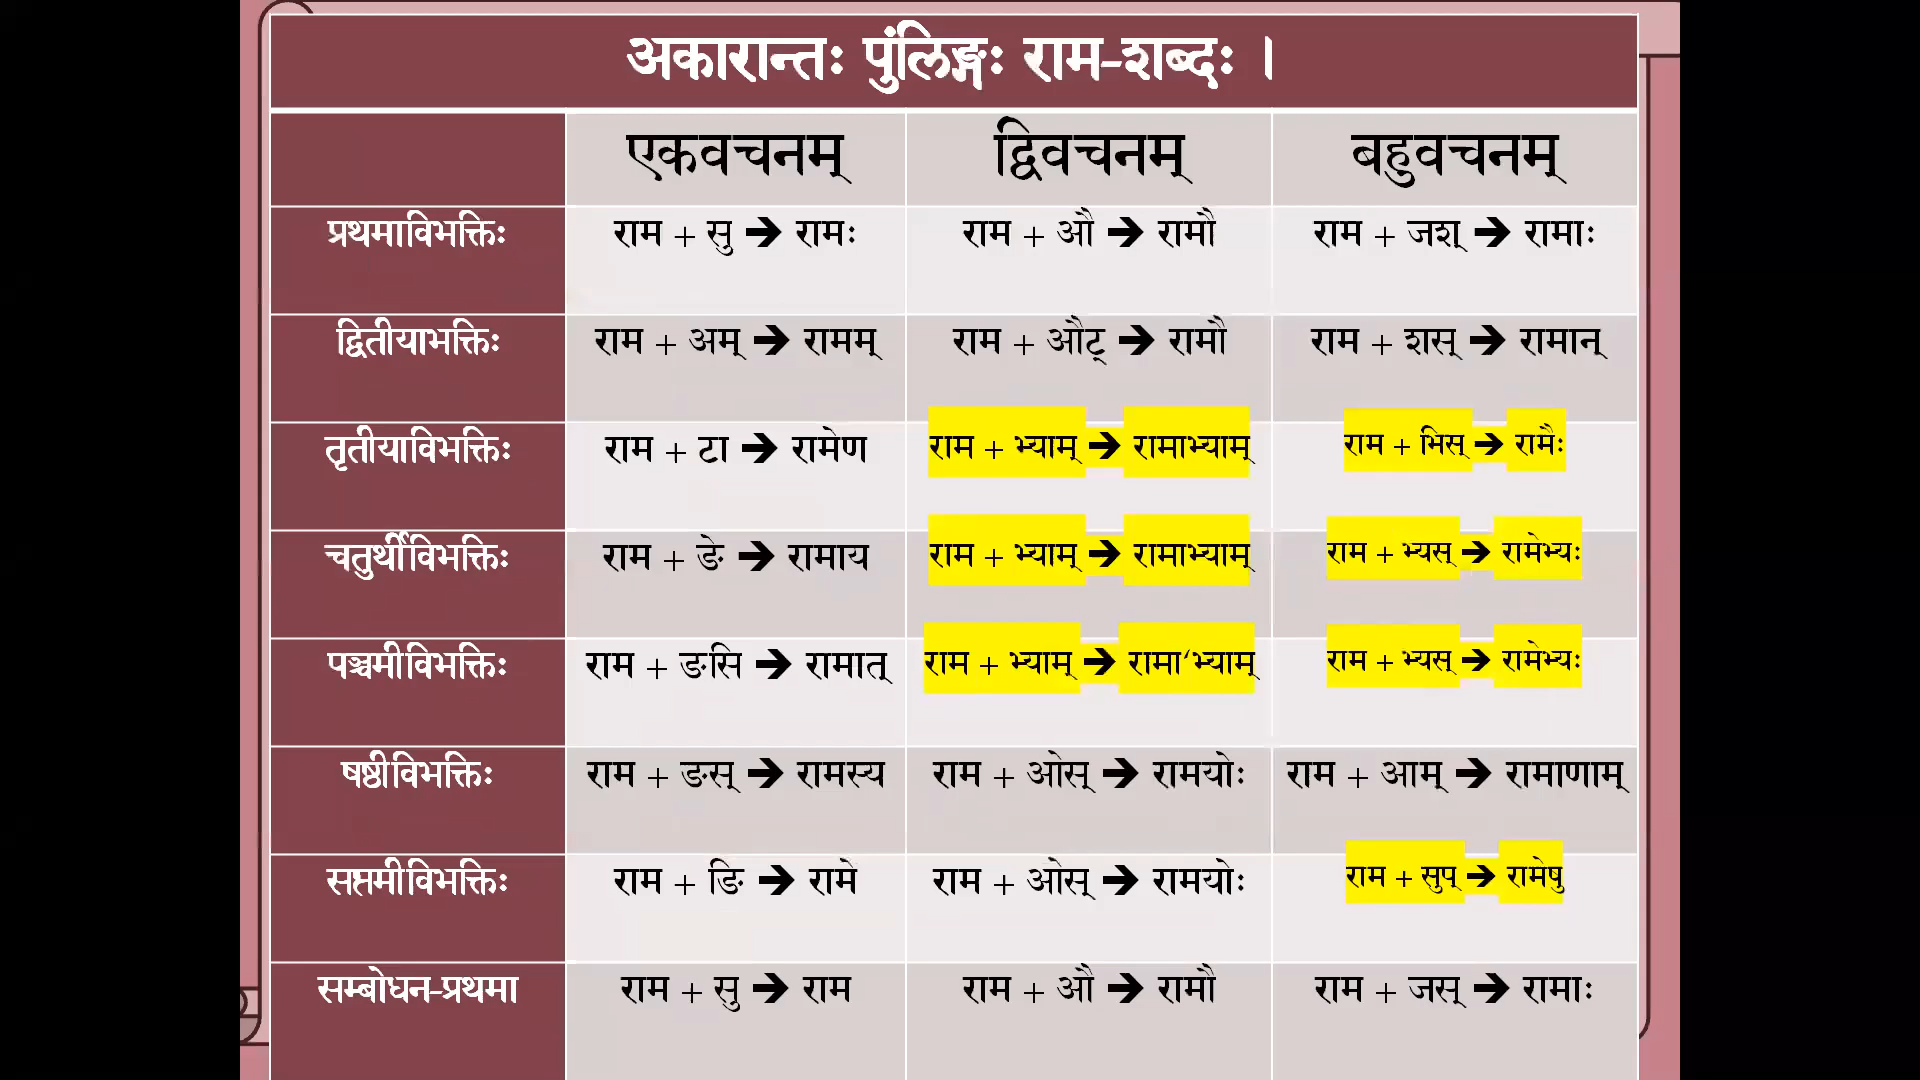 अकारान्तः पुंलिङ्गः राम-शब्दः ।
एकवचनम् द्विवचनम् बहुवचनम्
प्रथमाविभक्तिः राम + सु ➔ रामः राम + औ ➔ रामौ राम + जश् ➔ रामाः
द्वितीयाभक्तिः राम + अम् ➔ रामम् राम + औट् ➔ रामौ राम + शस् ➔ रामान्
तृतीयाविभक्तिः राम + टा ➔ रामेण राम + भ्याम् ➔ रामाभ्याम् राम + भिस् ➔ रामैः
चतुर्थीविभक्तिः राम + ङे ➔ रामाय राम + भ्याम् ➔ रामाभ्याम् राम + भ्यस् ➔ रामेभ्यः
पञ्चमीविभक्तिः राम + ङसि ➔ रामात् राम + भ्याम् ➔ रामा‘भ्याम् राम + भ्यस् ➔ रामेभ्यः
षष्ठीविभक्तिः राम + ङस् ➔ रामस्य राम + ओस् ➔ रामयोः राम + आम् ➔ रामाणाम्
सप्तमीविभक्तिः राम + ङि ➔ रामे राम + ओस् ➔ रामयोः राम + सुप् ➔ रामेषु
सम्बोधन-प्रथमा राम + सु ➔ राम राम + औ ➔ रामौ राम + जस् ➔ रामाः